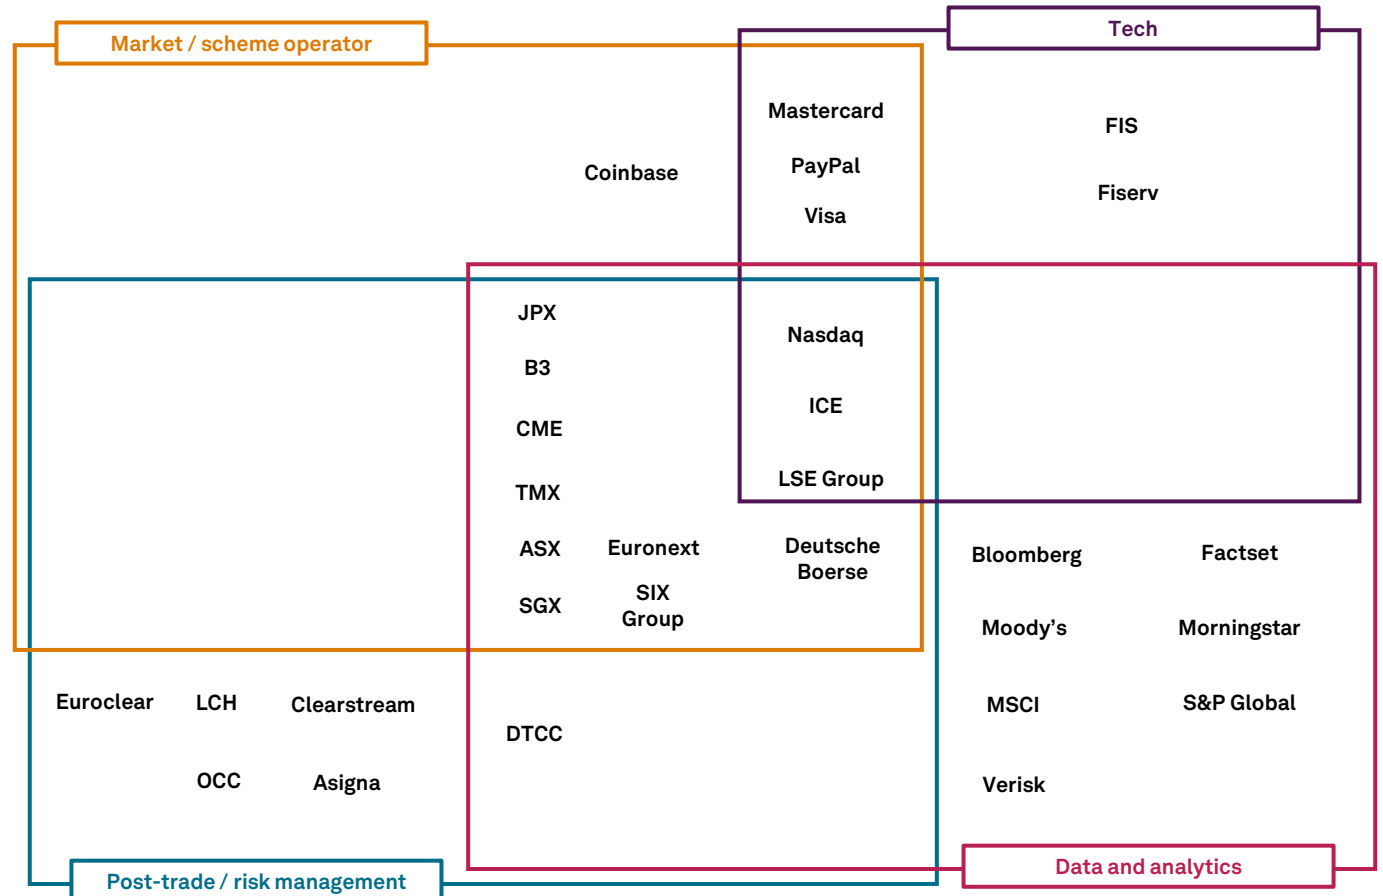 Market / scheme operator
Tech
Mastercard
FIS
Coinbase
PayPal
Fiserv
Visa
JPX
Nasdaq
B3
ICE
CME
LSE Group
TMX
ASX
Euronext
Deutsche
Boerse
Bloomberg
Factset
SGX
SIX
Group
Moody’s
Morningstar
Euroclear
LCH
Clearstream
MSCI
S&P Global
DTCC
OCC
Asigna
Verisk
Data and analytics
Post-trade / risk management